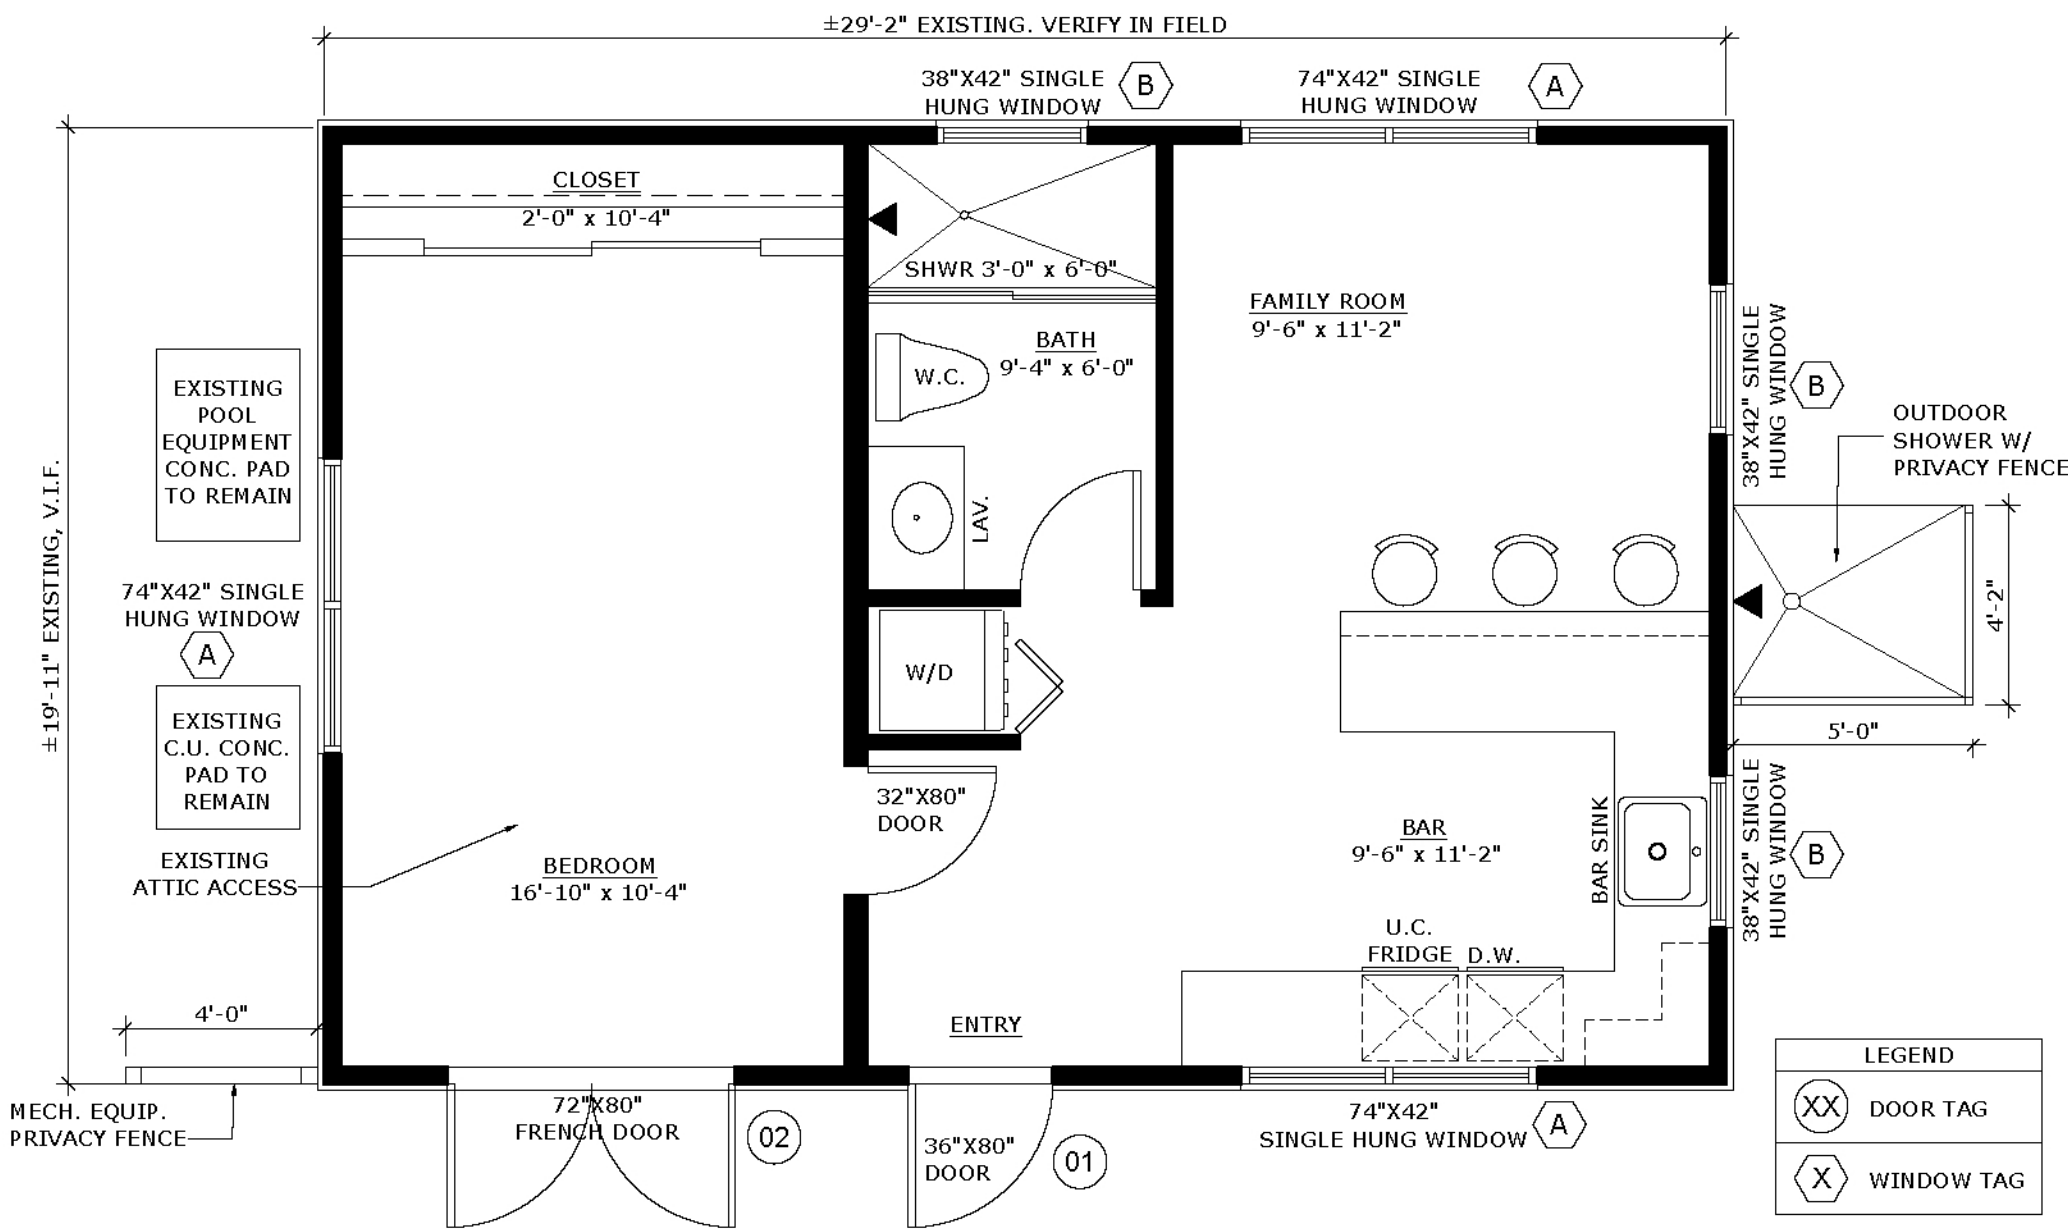 ±29'-2" EXISTING. VERIFY IN FIELD
38"X42" SINGLE
HUNG WINDOW
B
74"X42" SINGLE
HUNG WINDOW
A
CLOSET
2'-0" x 10'-4"
SHWR 3'-0" x 6'-0"
FAMILY ROOM
9'-6" x 11'-2"
BATH
9'-4" x 6'-0"
W.C.
LAV.
38"X42" SINGLE
HUNG WINDOW
B
OUTDOOR
SHOWER W/
PRIVACY FENCE
EXISTING
POOL
EQUIPMENT
CONC. PAD
TO REMAIN
±19'-11" EXISTING, V.I.F.
74"X42" SINGLE
HUNG WINDOW
A
4'-2"
5'-0"
W/D
EXISTING
C.U. CONC.
PAD TO
REMAIN
32"X80"
DOOR
BAR
9'-6" x 11'-2"
BAR SINK
38"X42" SINGLE
HUNG WINDOW
B
EXISTING
ATTIC ACCESS
BEDROOM
16'-10" x 10'-4"
U.C.
FRIDGE
D.W.
4'-0"
ENTRY
MECH. EQUIP.
PRIVACY FENCE
72"X80"
FRENCH DOOR
02
36"X80"
DOOR
01
74"X42"
SINGLE HUNG WINDOW
A
LEGEND
XX DOOR TAG
X WINDOW TAG